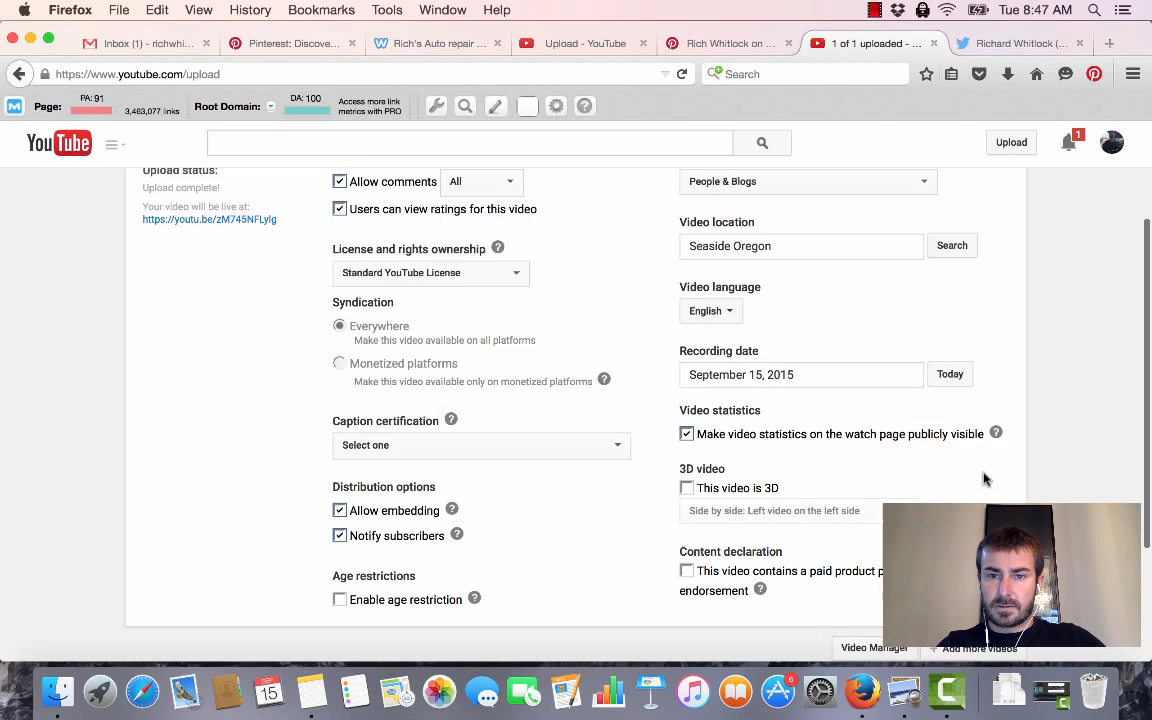 Firefox File Edit View History Bookmarks Tools Window Help Tue 8:47 AM
Inbox (1) - richwhi... Pinterest: Discove... Rich's Auto repair ... Upload - YouTube Rich Whitlock on ... 1 of 1 uploaded - ... Richard Whitlock (...
https://www.youtube.com/upload Search
Page: PA: 91 3,463,077 links Root Domain: DA: 100 Access more link metrics with PRO
YouTube Upload 1
Upload status:
Upload complete!
Your video will be live at:
https://youtu.be/zM745NFLylg
Allow comments All
Users can view ratings for this video
License and rights ownership
Standard YouTube License
Syndication
Everywhere
Make this video available on all platforms
Monetized platforms
Make this video available only on monetized platforms
Caption certification
Select one
Distribution options
Allow embedding
Notify subscribers
Age restrictions
Enable age restriction
People & Blogs
Video location
Seaside Oregon Search
Video language
English
Recording date
September 15, 2015 Today
Video statistics
Make video statistics on the watch page publicly visible
3D video
This video is 3D
Side by side: Left video on the left side
Content declaration
This video contains a paid product p
endorsement
Video Manager + Add more videos
SEP
15
6